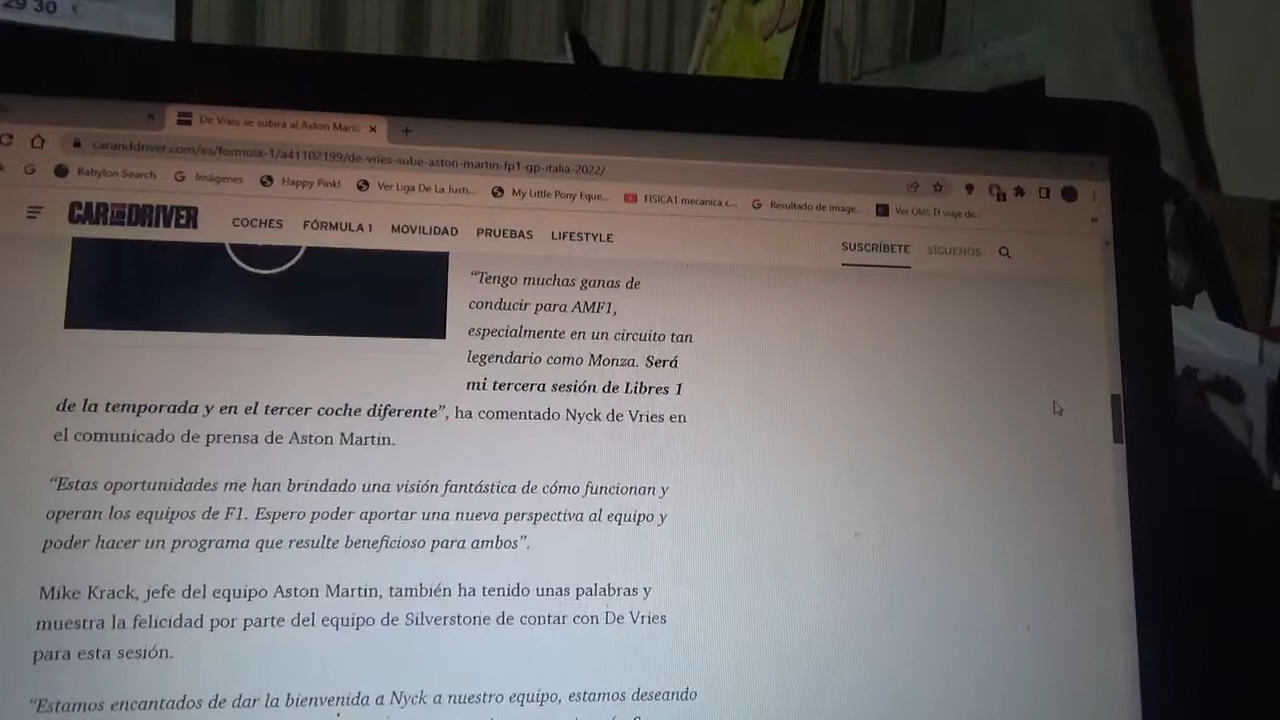 29 30
De Vries se subirá al Aston Marti
caranddriver.com/es/formula-1/a41102199/de-vries-sube-aston-martin-fp1-gp-italia-2022/
Babylon Search
Imágenes
Happy Pink!
Ver Liga De La Justi...
My Little Pony Eque...
FISICA1 mecanica c...
Resultado de image...
Ver Olé!. El viaje de...
CAR AND DRIVER
COCHES
FÓRMULA 1
MOVILIDAD
PRUEBAS
LIFESTYLE
SUSCRÍBETE
SÍGUENOS
“Tengo muchas ganas de
conducir para AMF1,
especialmente en un circuito tan
legendario como Monza. Será
mi tercera sesión de Libres 1
de la temporada y en el tercer coche diferente”, ha comentado Nyck de Vries en
el comunicado de prensa de Aston Martin.
“Estas oportunidades me han brindado una visión fantástica de cómo funcionan y
operan los equipos de F1. Espero poder aportar una nueva perspectiva al equipo y
poder hacer un programa que resulte beneficioso para ambos”.
Mike Krack, jefe del equipo Aston Martin, también ha tenido unas palabras y
muestra la felicidad por parte del equipo de Silverstone de contar con De Vries
para esta sesión.
“Estamos encantados de dar la bienvenida a Nyck a nuestro equipo, estamos deseando